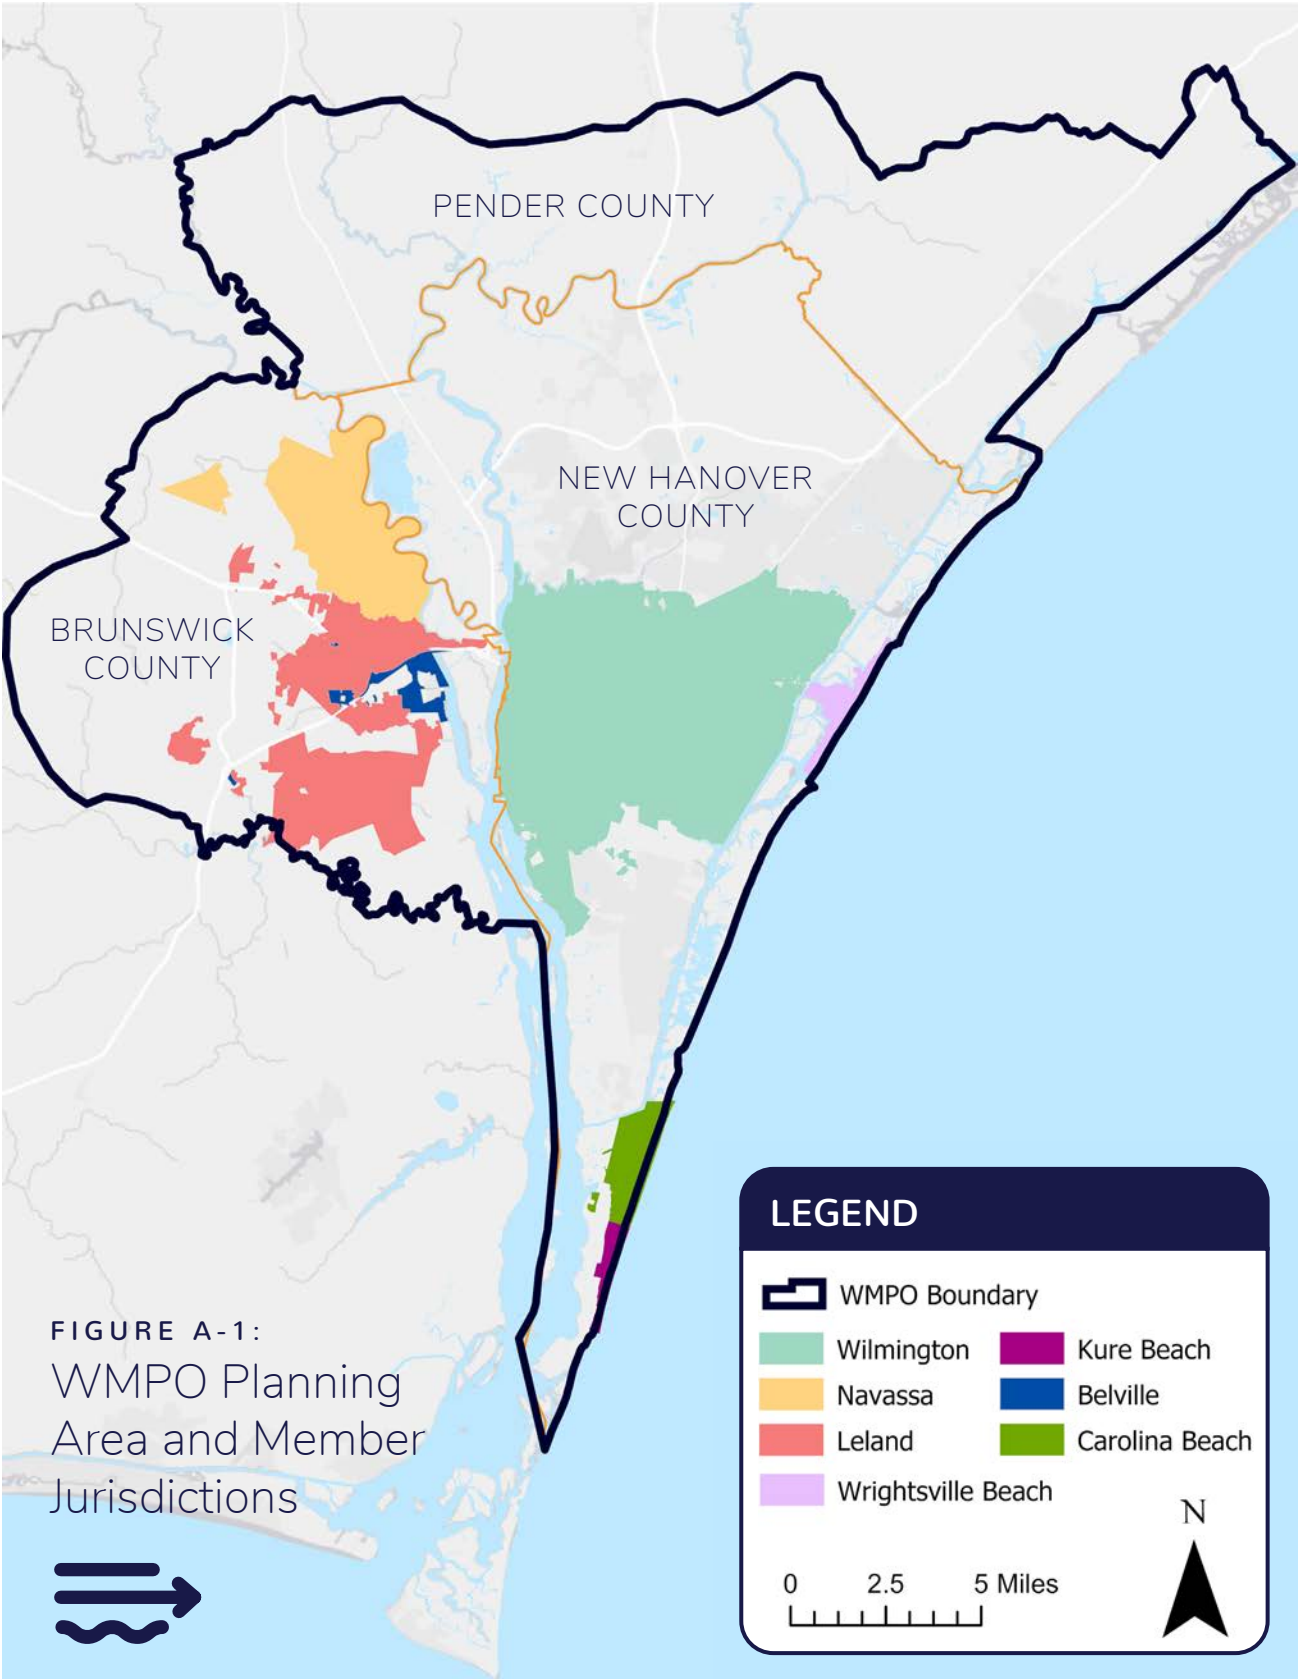 PENDER COUNTY
NEW HANOVER
COUNTY
BRUNSWICK
COUNTY
FIGURE A-1:
WMPO Planning
Area and Member
Jurisdictions
LEGEND
WMPO Boundary
Wilmington
Kure Beach
Navassa
Belville
Leland
Carolina Beach
Wrightsville Beach
N
0 2.5 5 Miles